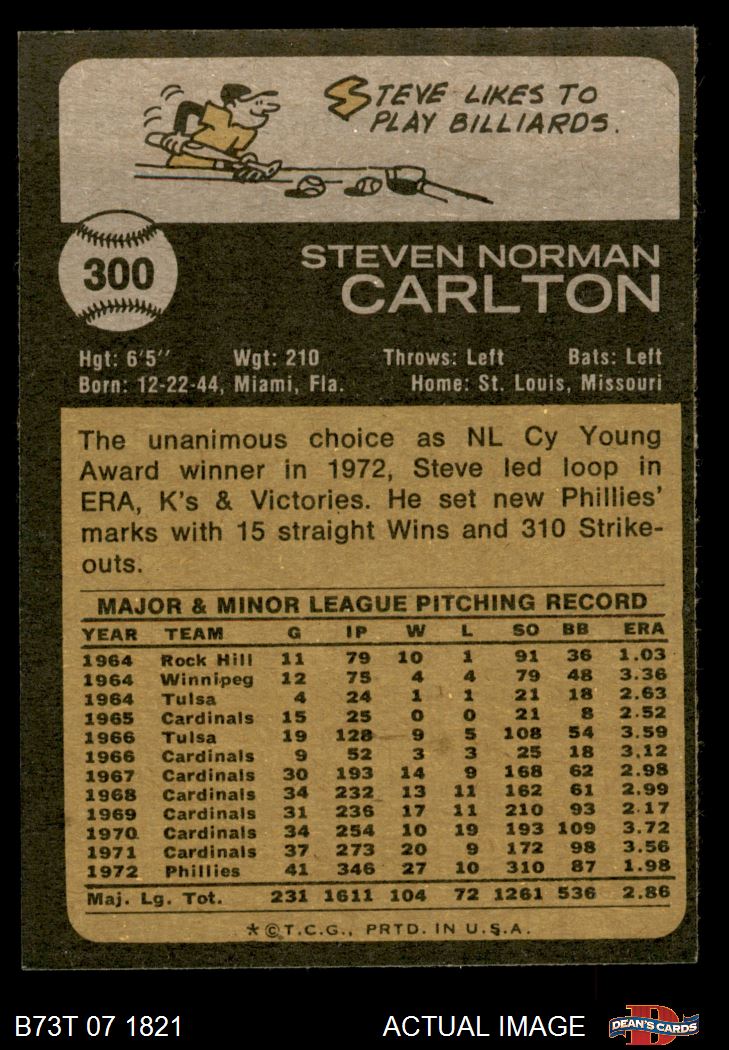 STEVE LIKES TO
PLAY BILLIARDS.
300
STEVEN NORMAN
CARLTON
Hgt: 6'5" Wgt: 210 Throws: Left Bats: Left
Born: 12-22-44, Miami, Fla. Home: St. Louis, Missouri
The unanimous choice as NL Cy Young
Award winner in 1972, Steve led loop in
ERA, K's & Victories. He set new Phillies'
marks with 15 straight Wins and 310 Strike-
outs.
MAJOR & MINOR LEAGUE PITCHING RECORD
YEAR TEAM G IP W L SO BB ERA
1964 Rock Hill 11 79 10 1 91 36 1.03
1964 Winnipeg 12 75 4 4 79 48 3.36
1964 Tulsa 4 24 1 1 21 18 2.63
1965 Cardinals 15 25 0 0 21 8 2.52
1966 Tulsa 19 128 9 5 108 54 3.59
1966 Cardinals 9 52 3 3 25 18 3.12
1967 Cardinals 30 193 14 9 168 62 2.98
1968 Cardinals 34 232 13 11 162 61 2.99
1969 Cardinals 31 236 17 11 210 93 2.17
1970 Cardinals 34 254 10 19 193 109 3.72
1971 Cardinals 37 273 20 9 172 98 3.56
1972 Phillies 41 346 27 10 310 87 1.98
Maj. Lg. Tot. 231 1611 104 72 1261 536 2.86
*©T.C.G., PRTD. IN U.S.A.
B73T 07 1821 ACTUAL IMAGE D DEAN'S CARDS